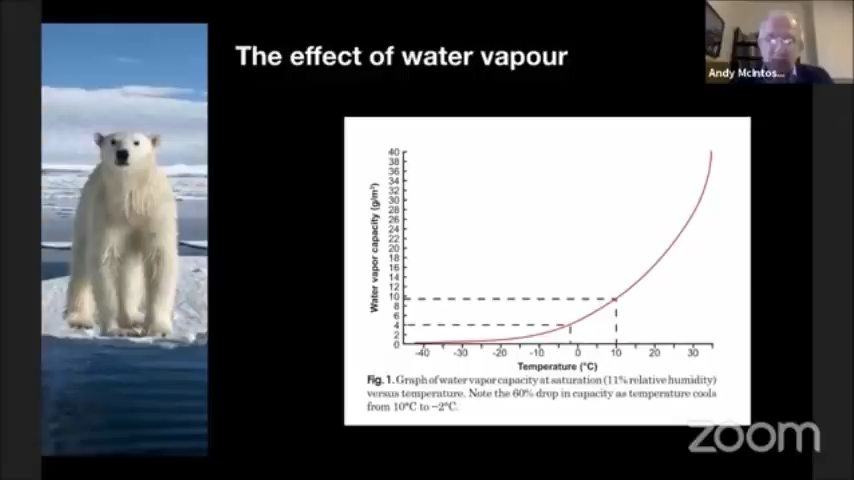 The effect of water vapour
Andy McIntos...
Water vapor capacity (g/m³)
40
38
36
34
32
30
28
26
24
22
20
18
16
14
12
10
8
6
4
2
0
-40 -30 -20 -10 0 10 20 30
Temperature (°C)
Fig. 1. Graph of water vapor capacity at saturation (11% relative humidity)
versus temperature. Note the 60% drop in capacity as temperature cools
from 10°C to −2°C.
zoom